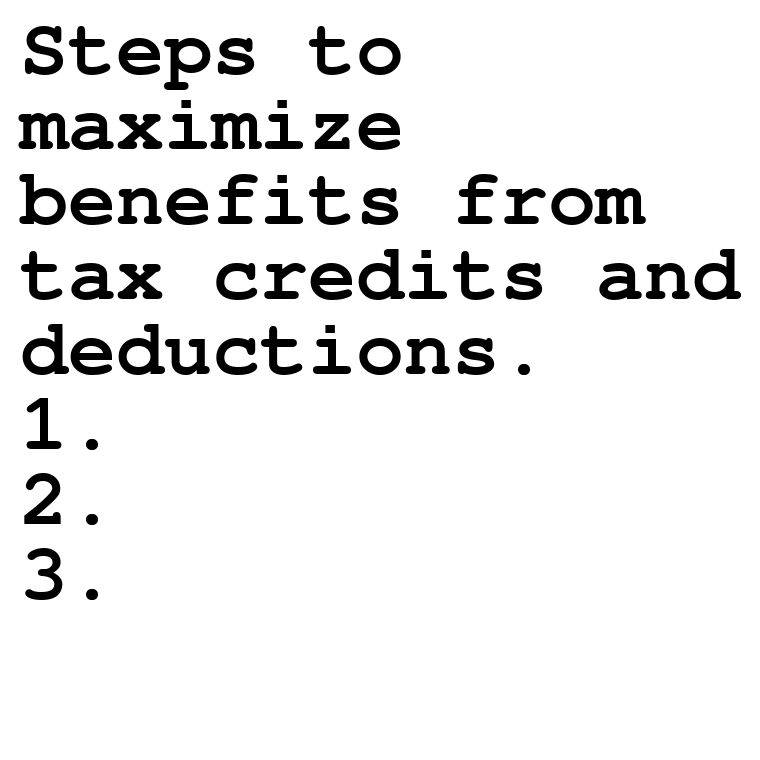 Steps to
maximize
benefits from
tax credits and
deductions.
1.
2.
3.